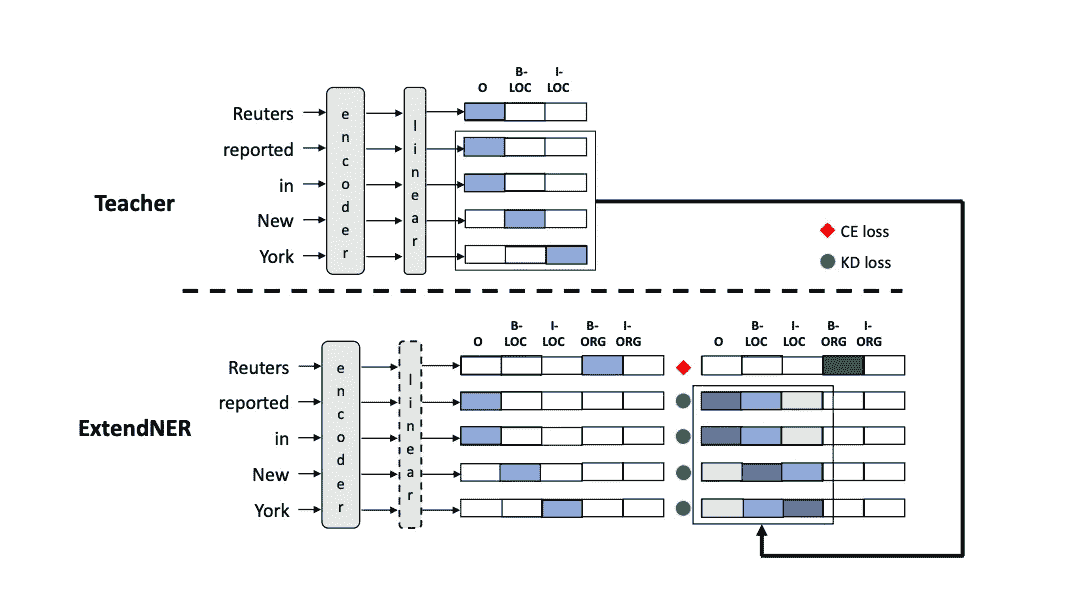 B- I-
O LOC LOC
Reuters
reported
in
New
York
encoder
linear
Teacher
CE loss
KD loss
B- I- B- I-
O LOC LOC ORG ORG
B- I- B- I-
O LOC LOC ORG ORG
Reuters
reported
in
New
York
encoder
linear
ExtendNER